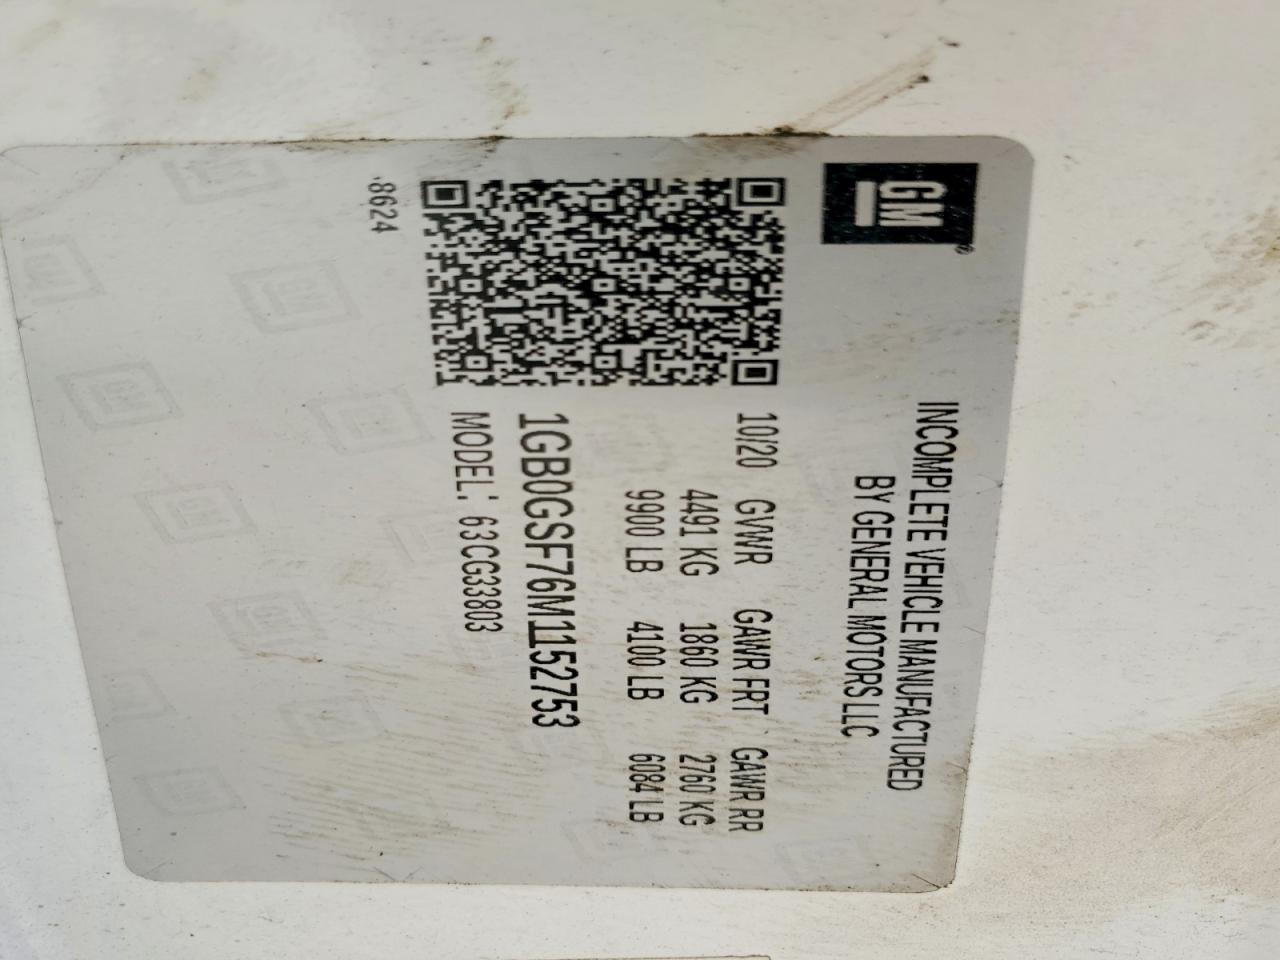 GM®
INCOMPLETE VEHICLE MANUFACTURED
BY GENERAL MOTORS LLC
10/20 GVWR GAWR FRT GAWR RR
4491 KG 1860 KG 2760 KG
9900 LB 4100 LB 6084 LB
1GB0GSF76M1152753
MODEL: 63CG33803
8624